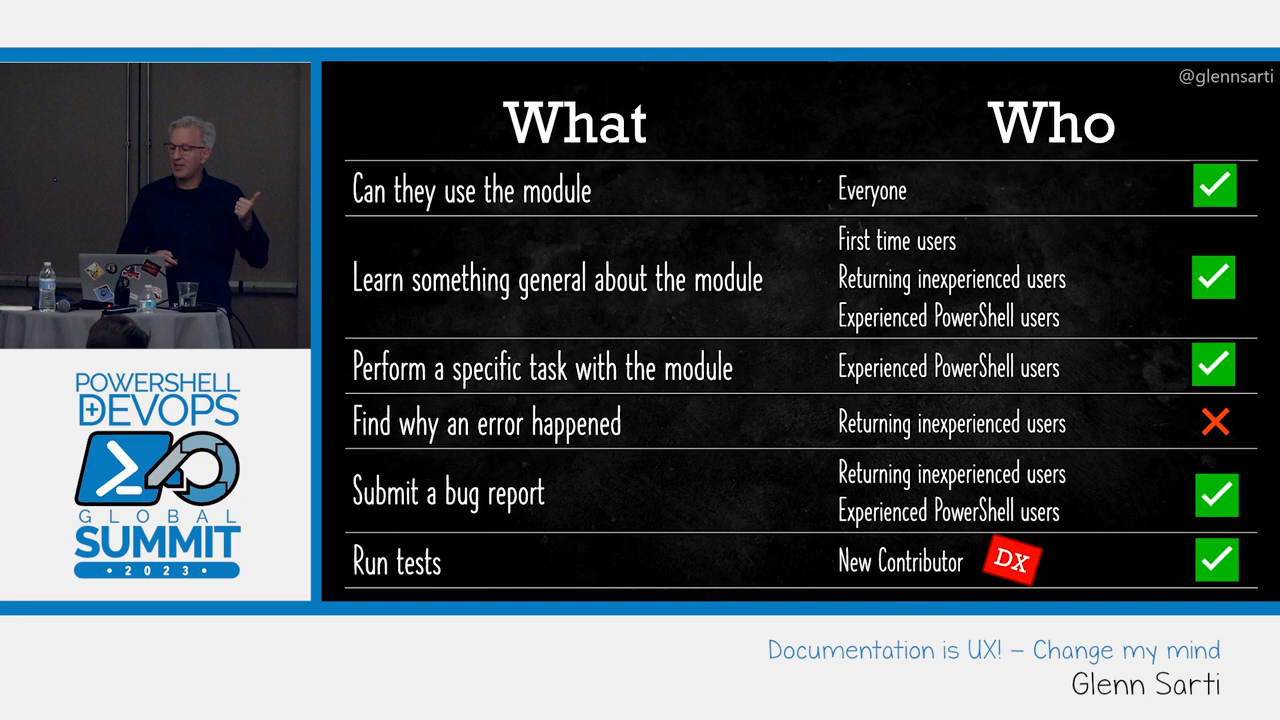 @glennsarti
What Who
Can they use the module Everyone
Learn something general about the module First time users
Returning inexperienced users
Experienced PowerShell users
Perform a specific task with the module Experienced PowerShell users
Find why an error happened Returning inexperienced users
Submit a bug report Returning inexperienced users
Experienced PowerShell users
Run tests New Contributor DX
POWERSHELL
+DEVOPS
GLOBAL
SUMMIT
• 2023 •
Documentation is UX! – Change my mind
Glenn Sarti